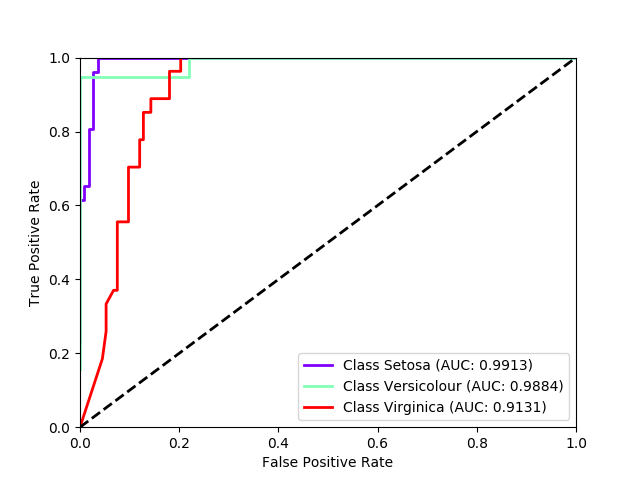 1.0
0.8
0.6
0.4
0.2
0.0
True Positive Rate
0.0 0.2 0.4 0.6 0.8 1.0
False Positive Rate
Class Setosa (AUC: 0.9913)
Class Versicolour (AUC: 0.9884)
Class Virginica (AUC: 0.9131)